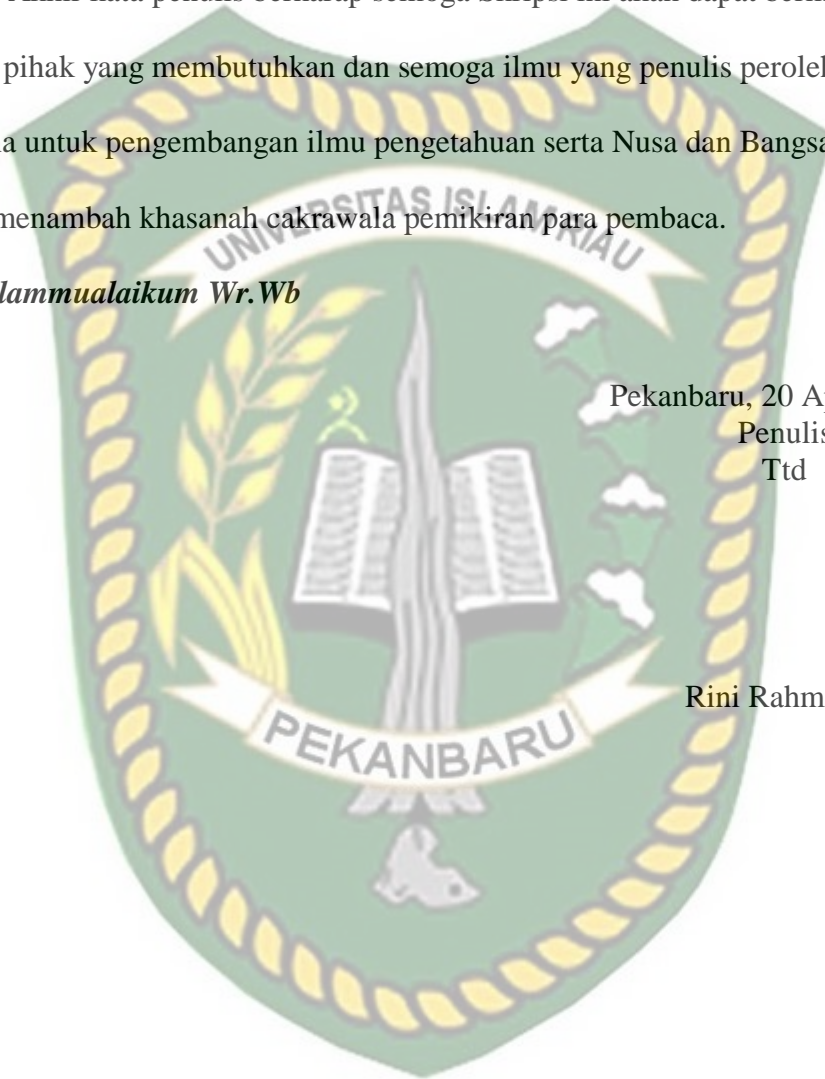 Akhir kata penulis berharap semoga Skripsi ini akan dapat
pihak yang membutuhkan dan semoga ilmu yang penulis peroleh
a untuk pengembangan ilmu pengetahuan serta Nusa dan Bangsa
menambah khasanah cakrawala pemikiran para pembaca.
UNIVERSITAS ISLAM RIAU
lammualaikum Wr.Wb
Pekanbaru, 20 A
Penulis
Ttd
Rini Rahm
PEKANBARU